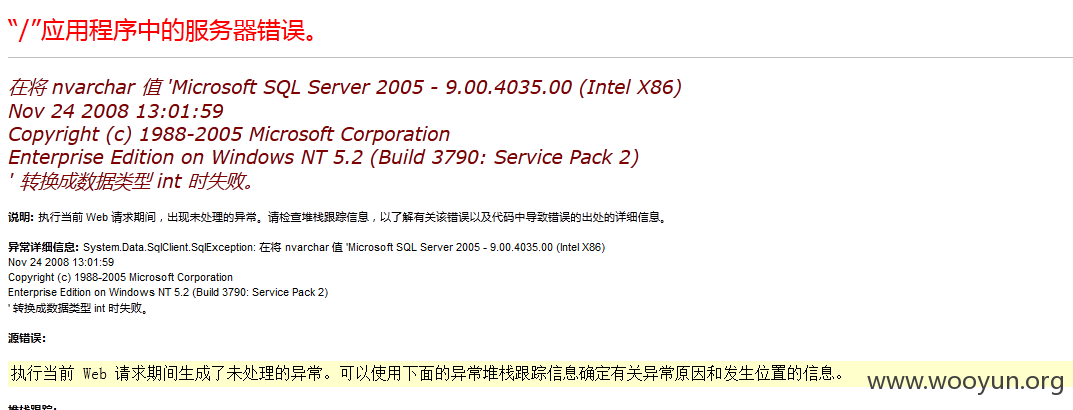 “/”应用程序中的服务器错误。
在将 nvarchar 值 'Microsoft SQL Server 2005 - 9.00.4035.00 (Intel X86)
Nov 24 2008 13:01:59
Copyright (c) 1988-2005 Microsoft Corporation
Enterprise Edition on Windows NT 5.2 (Build 3790: Service Pack 2)
' 转换成数据类型 int 时失败。
说明: 执行当前 Web 请求期间，出现未处理的异常。请检查堆栈跟踪信息，以了解有关该错误以及代码中导致错误的出处的详细信息。
异常详细信息: System.Data.SqlClient.SqlException: 在将 nvarchar 值 'Microsoft SQL Server 2005 - 9.00.4035.00 (Intel X86)
Nov 24 2008 13:01:59
Copyright (c) 1988-2005 Microsoft Corporation
Enterprise Edition on Windows NT 5.2 (Build 3790: Service Pack 2)
' 转换成数据类型 int 时失败。
源错误:
执行当前 Web 请求期间生成了未处理的异常。可以使用下面的异常堆栈跟踪信息确定有关异常原因和发生位置的信息。
www.wooyun.org
堆栈跟踪: